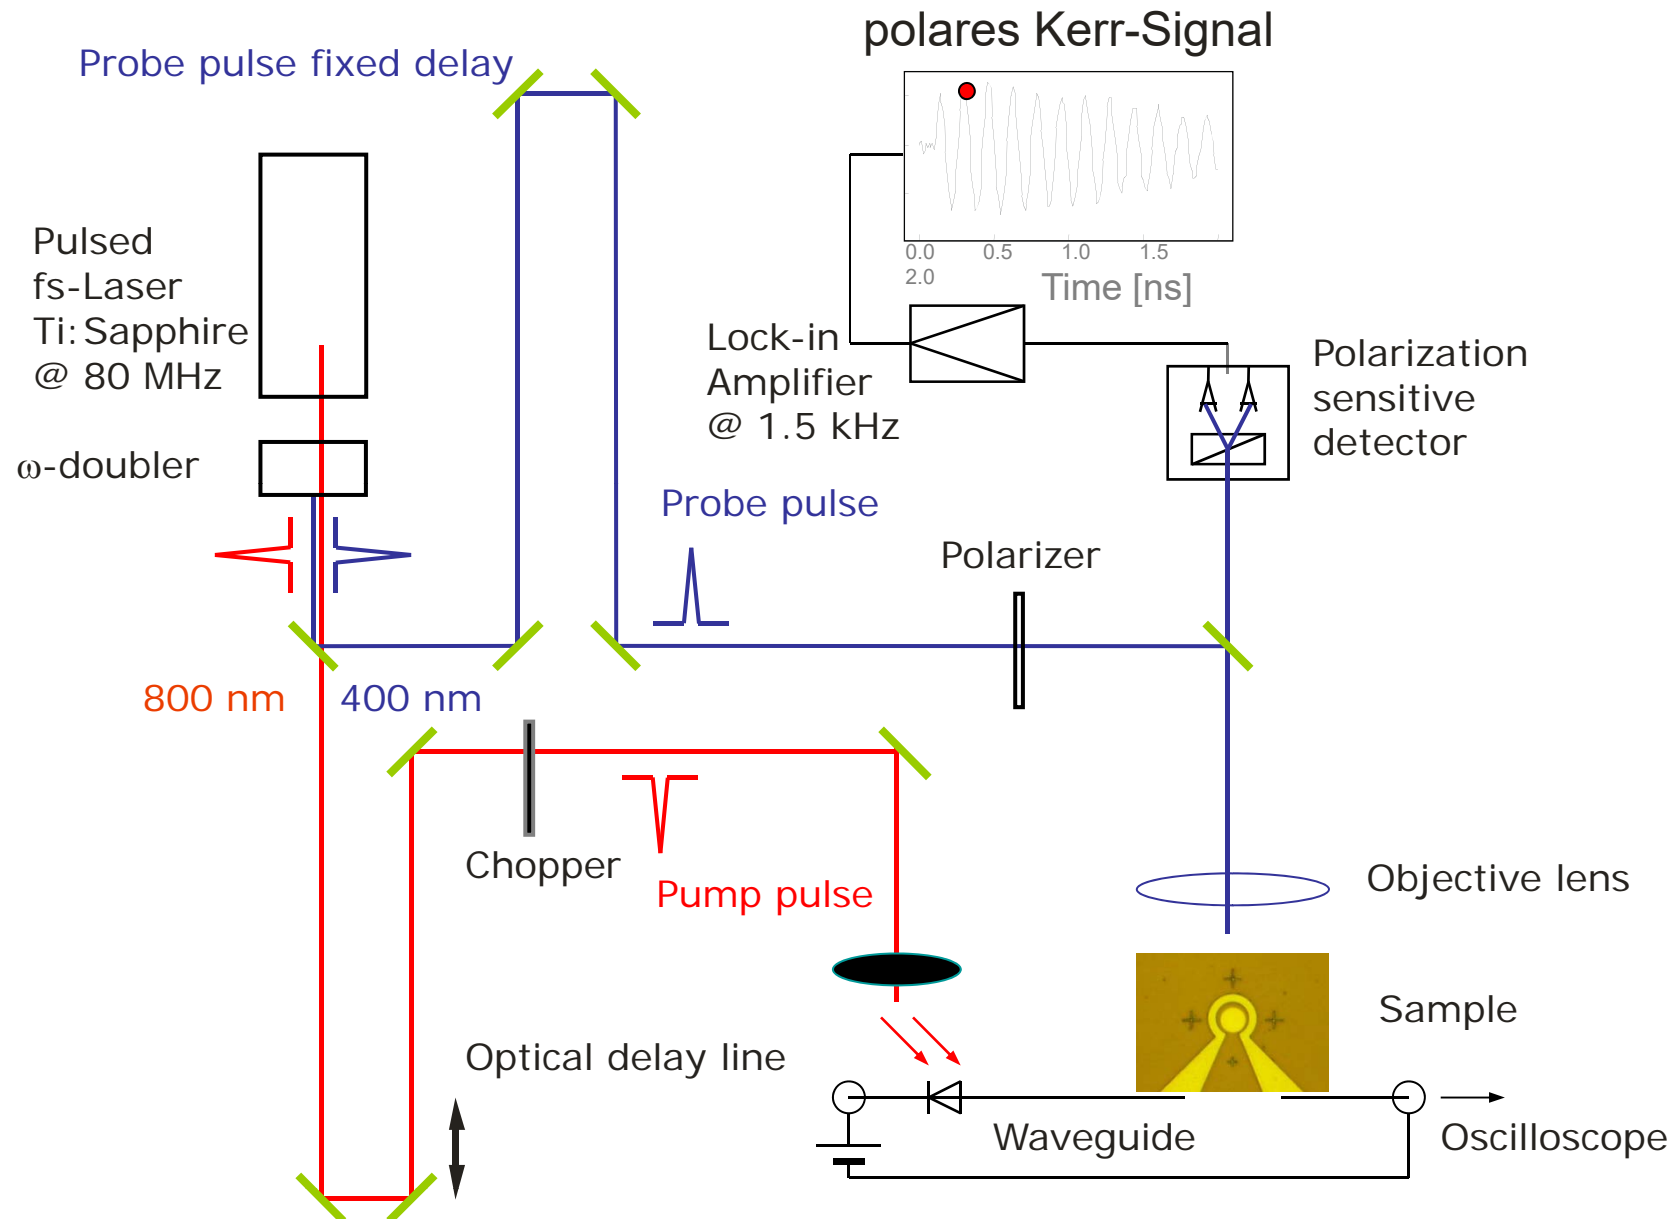 polares Kerr-Signal
Probe pulse fixed delay
Pulsed
fs-Laser
Ti:Sapphire
@ 80 MHz
0.0 0.5 1.0 1.5
2.0
Time [ns]
Lock-in
Amplifier
@ 1.5 kHz
Polarization
sensitive
detector
ω-doubler
Probe pulse
Polarizer
800 nm
400 nm
Chopper
Pump pulse
Objective lens
Sample
Optical delay line
Waveguide
Oscilloscope